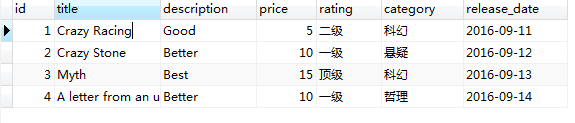 id title description price rating category release_date
1 Crazy Racing Good 5 二级 科幻 2016-09-11
2 Crazy Stone Better 10 一级 悬疑 2016-09-12
3 Myth Best 15 顶级 科幻 2016-09-13
4 A letter from an u Better 10 一级 哲理 2016-09-14